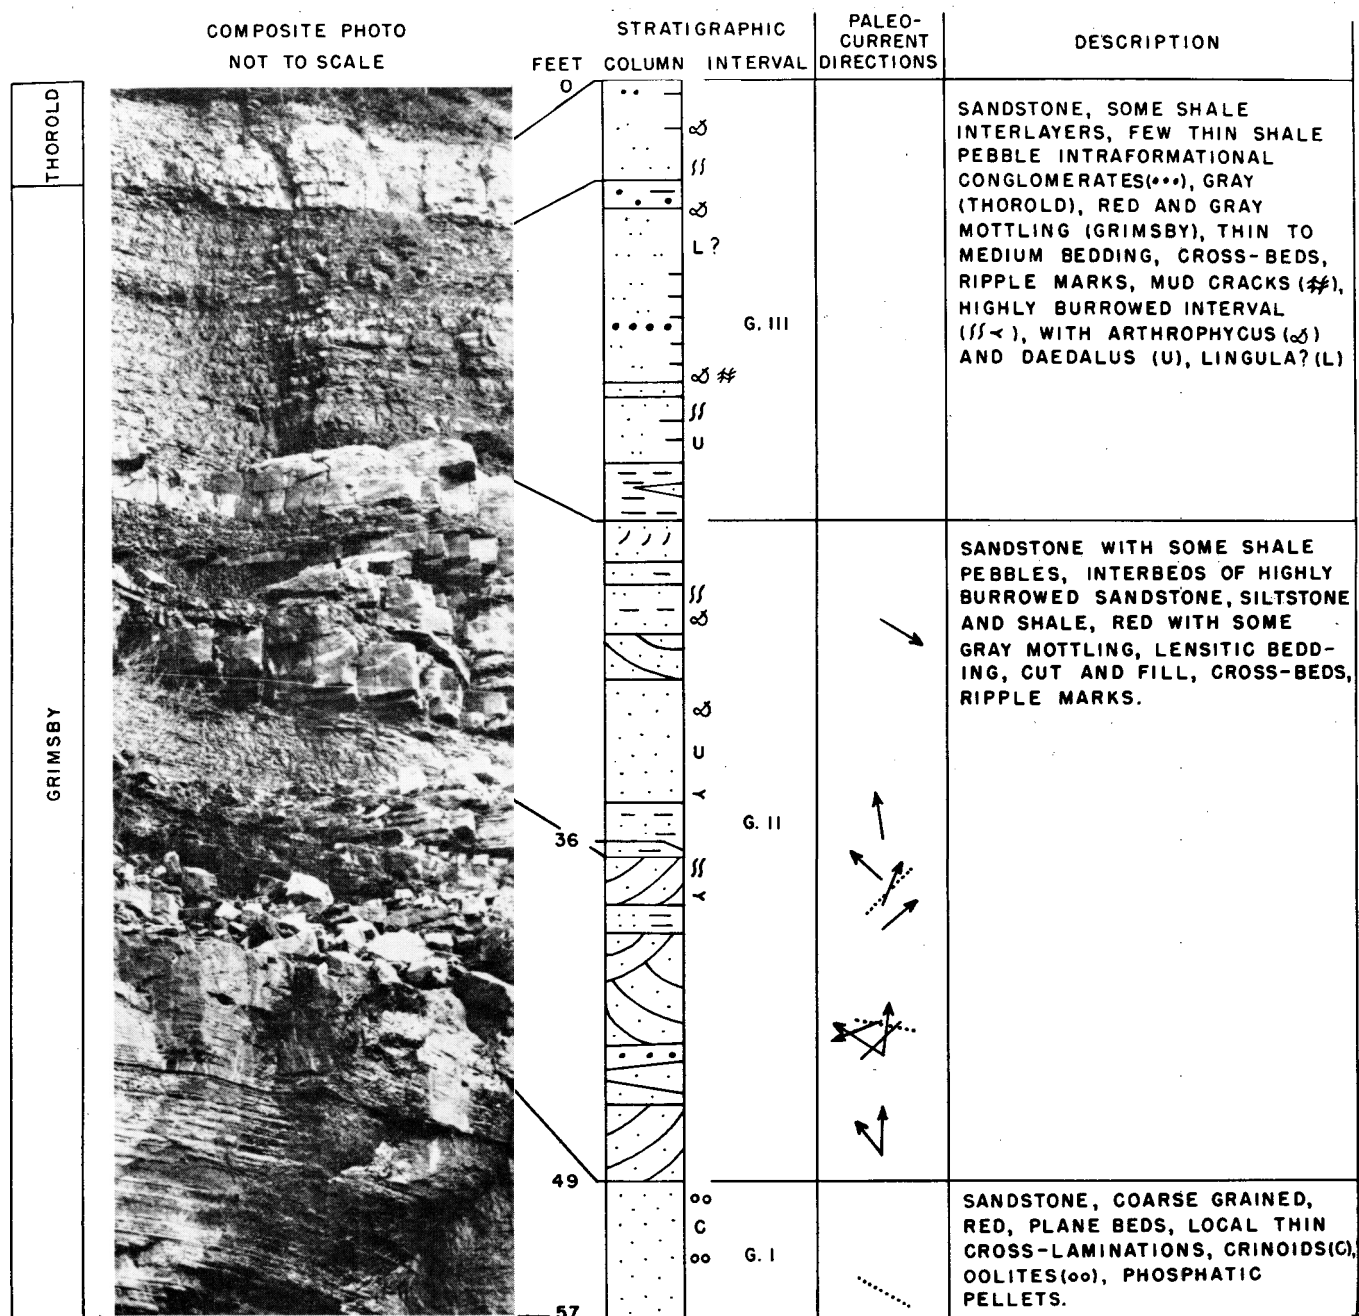 COMPOSITE PHOTO
NOT TO SCALE
FEET
STRATIGRAPHIC
COLUMN INTERVAL
PALEO-
CURRENT
DIRECTIONS
DESCRIPTION
THOROLD
GRIMSBY
0
36
49
57
L?
#
U
U
C
oo
oo
G. III
G. II
G. I
SANDSTONE, SOME SHALE
INTERLAYERS, FEW THIN SHALE
PEBBLE INTRAFORMATIONAL
CONGLOMERATES(•••), GRAY
(THOROLD), RED AND GRAY
MOTTLING (GRIMSBY), THIN TO
MEDIUM BEDDING, CROSS-BEDS,
RIPPLE MARKS, MUD CRACKS (#),
HIGHLY BURROWED INTERVAL
(∫∫≺), WITH ARTHROPHYCUS (α)
AND DAEDALUS (U), LINGULA? (L)
SANDSTONE WITH SOME SHALE
PEBBLES, INTERBEDS OF HIGHLY
BURROWED SANDSTONE, SILTSTONE
AND SHALE, RED WITH SOME
GRAY MOTTLING, LENSITIC BEDD-
ING, CUT AND FILL, CROSS-BEDS,
RIPPLE MARKS.
SANDSTONE, COARSE GRAINED,
RED, PLANE BEDS, LOCAL THIN
CROSS-LAMINATIONS, CRINOIDS(C),
OOLITES(oo), PHOSPHATIC
PELLETS.